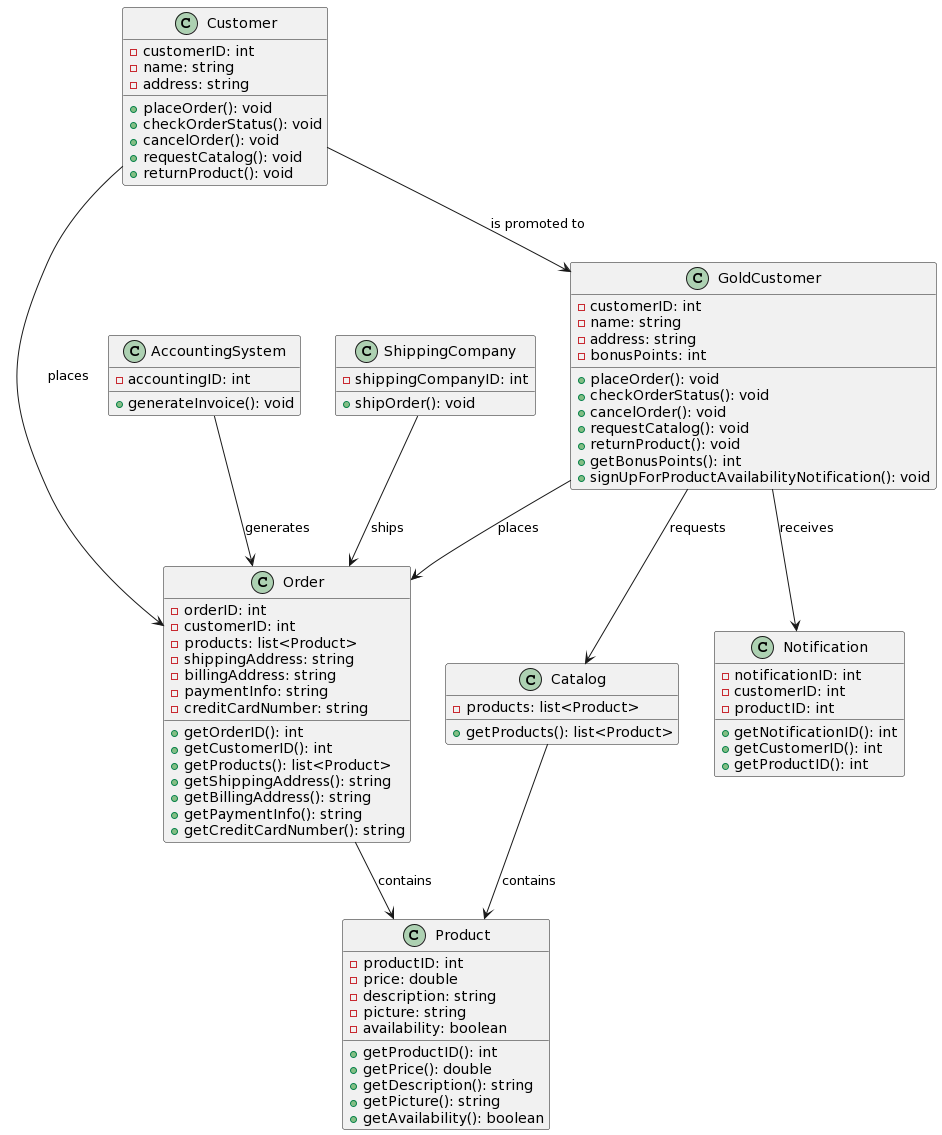 C Customer
customerID: int
name: string
address: string
placeOrder(): void
checkOrderStatus(): void
cancelOrder(): void
requestCatalog(): void
returnProduct(): void
is promoted to
places
C GoldCustomer
customerID: int
name: string
address: string
bonusPoints: int
placeOrder(): void
checkOrderStatus(): void
cancelOrder(): void
requestCatalog(): void
returnProduct(): void
getBonusPoints(): int
signUpForProductAvailabilityNotification(): void
C AccountingSystem
accountingID: int
generateInvoice(): void
C ShippingCompany
shippingCompanyID: int
shipOrder(): void
generates
ships
places
requests
receives
C Order
orderID: int
customerID: int
products: list<Product>
shippingAddress: string
billingAddress: string
paymentInfo: string
creditCardNumber: string
getOrderID(): int
getCustomerID(): int
getProducts(): list<Product>
getShippingAddress(): string
getBillingAddress(): string
getPaymentInfo(): string
getCreditCardNumber(): string
C Catalog
products: list<Product>
getProducts(): list<Product>
C Notification
notificationID: int
customerID: int
productID: int
getNotificationID(): int
getCustomerID(): int
getProductID(): int
contains
contains
C Product
productID: int
price: double
description: string
picture: string
availability: boolean
getProductID(): int
getPrice(): double
getDescription(): string
getPicture(): string
getAvailability(): boolean